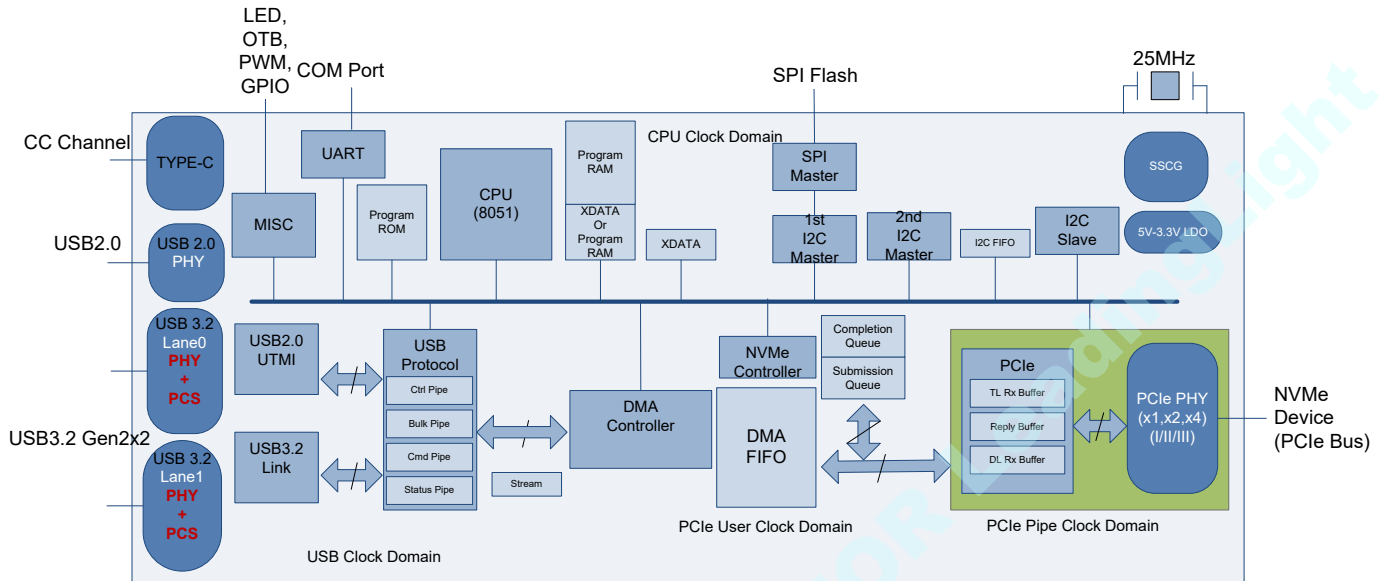 LED,
OTB,
PWM,
GPIO
COM Port
SPI Flash
25MHz
CC Channel
TYPE-C
UART
CPU Clock Domain
Program
RAM
SPI
Master
SSCG
MISC
Program
ROM
CPU
(8051)
XDATA
Or
Program
RAM
XDATA
1st
I2C
Master
2nd
I2C
Master
I2C FIFO
I2C
Slave
5V-3.3V LDO
USB2.0
USB 2.0
PHY
USB 3.2
Lane0
PHY
+
PCS
USB2.0
UTMI
USB
Protocol
Ctrl Pipe
Bulk Pipe
Cmd Pipe
Status Pipe
Stream
DMA
Controller
NVMe
Controller
Completion
Queue
Submission
Queue
DMA
FIFO
PCIe
TL Rx Buffer
Reply Buffer
DL Rx Buffer
PCIe PHY
(x1,x2,x4)
(I/II/III)
NVMe
Device
(PCIe Bus)
USB3.2 Gen2x2
USB 3.2
Lane1
PHY
+
PCS
USB3.2
Link
USB Clock Domain
PCIe User Clock Domain
PCIe Pipe Clock Domain
OR LeadingLight